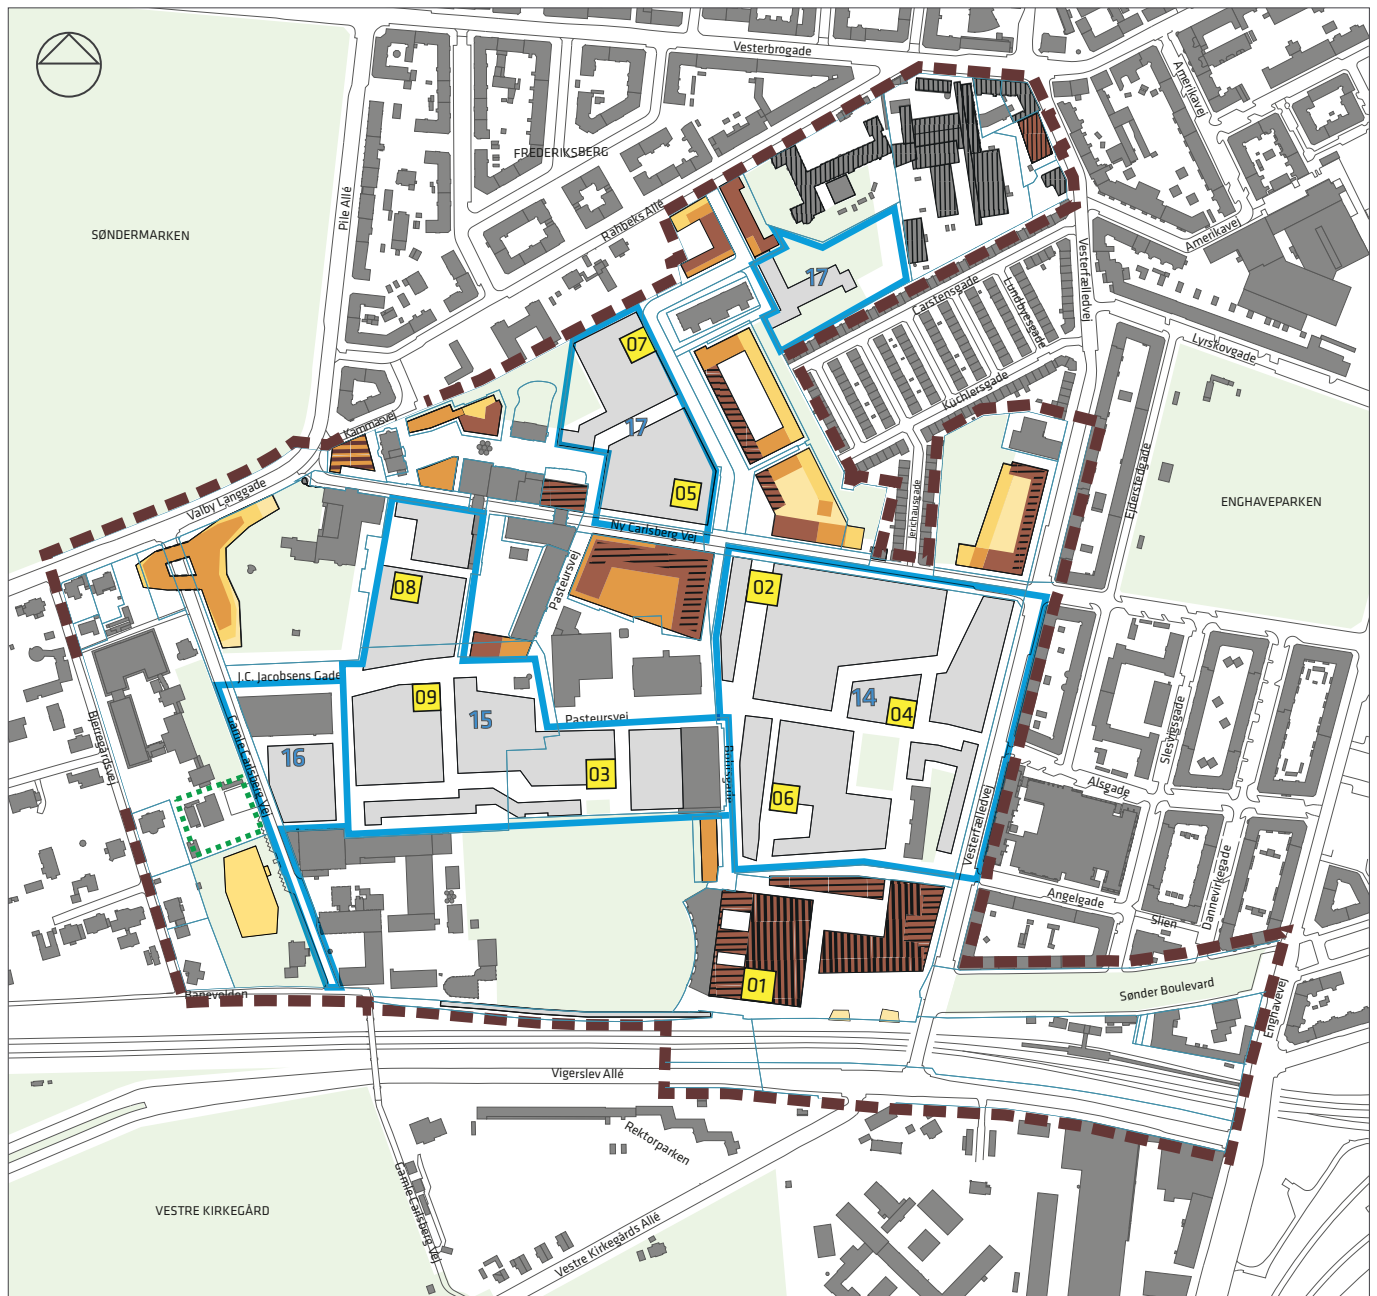 Vesterbrogade
Amerikavej
FREDERIKSBERG
Pile Allé
Rahbeks Allé
SØNDERMARKEN
Amerikavej
Vesterfælledvej
17
Carstensgade
Lundbyesgade
07
Lyrskovgade
Küchlersgade
Kammasvej
17
Ejderstedgade
Valby Langgade
05
Jerichausgade
ENGHAVEPARKEN
Ny Carlsberg Vej
Pasteursvej
08
02
J.C. Jacobsens Gade
09
15
14
04
Pasteursvej
Bjerregårdsvej
Gamle Carlsberg Vej
16
03
Bohrsgade
06
Vesterfælledvej
Slesvigsgade
Alsgade
Dannevirkegade
Angelgade
Slien
01
Banevolden
Sønder Boulevard
Enghavevej
Vigerslev Allé
Rektorparken
Gamle Carlsberg Vej
VESTRE KIRKEGÅRD
Vestre Kirkegårds Allé